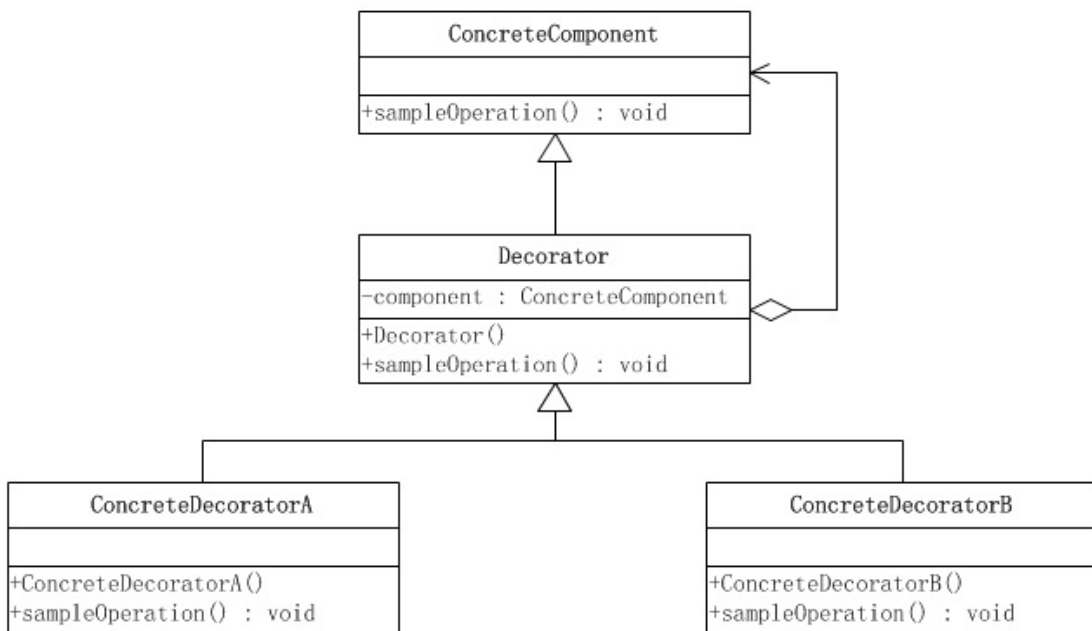 ConcreteComponent
+sampleOperation() : void
Decorator
-component : ConcreteComponent
+Decorator()
+sampleOperation() : void
ConcreteDecoratorA
+ConcreteDecoratorA()
+sampleOperation() : void
ConcreteDecoratorB
+ConcreteDecoratorB()
+sampleOperation() : void